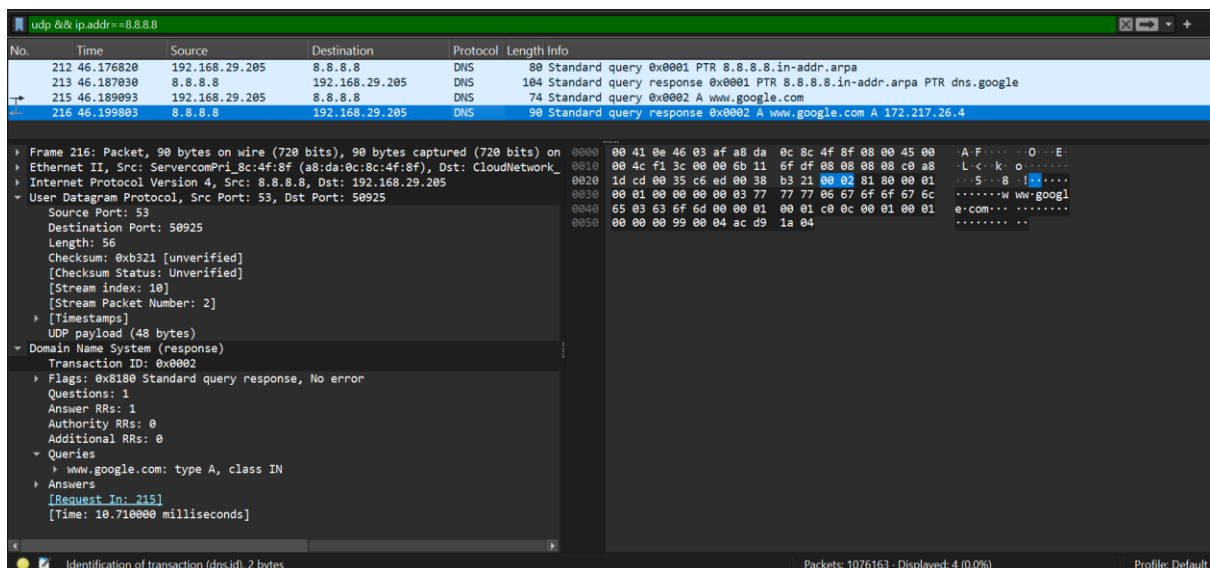 udp && ip.addr==8.8.8.8
No. Time Source Destination Protocol Length Info
212 46.176820 192.168.29.205 8.8.8.8 DNS 80 Standard query 0x0001 PTR 8.8.8.8.in-addr.arpa
213 46.187030 8.8.8.8 192.168.29.205 DNS 104 Standard query response 0x0001 PTR 8.8.8.8.in-addr.arpa PTR dns.google
215 46.189093 192.168.29.205 8.8.8.8 DNS 74 Standard query 0x0002 A www.google.com
216 46.199803 8.8.8.8 192.168.29.205 DNS 90 Standard query response 0x0002 A www.google.com A 172.217.26.4
Frame 216: Packet, 90 bytes on wire (720 bits), 90 bytes captured (720 bits) on
Ethernet II, Src: ServercomPri_8c:4f:8f (a8:da:0c:8c:4f:8f), Dst: CloudNetwork_
Internet Protocol Version 4, Src: 8.8.8.8, Dst: 192.168.29.205
User Datagram Protocol, Src Port: 53, Dst Port: 50925
Source Port: 53
Destination Port: 50925
Length: 56
Checksum: 0xb321 [unverified]
[Checksum Status: Unverified]
[Stream index: 10]
[Stream Packet Number: 2]
[Timestamps]
UDP payload (48 bytes)
Domain Name System (response)
Transaction ID: 0x0002
Flags: 0x8180 Standard query response, No error
Questions: 1
Answer RRs: 1
Authority RRs: 0
Additional RRs: 0
Queries
www.google.com: type A, class IN
Answers
[Request In: 215]
[Time: 10.710000 milliseconds]
0000 00 41 0e 46 03 af a8 da 0c 8c 4f 8f 08 00 45 00 ·A·F···· ··O···E·
0010 00 4c f1 3c 00 00 6b 11 6f df 08 08 08 08 c0 a8 ·L·<··k· o·······
0020 1d cd 00 35 c6 ed 00 38 b3 21 00 02 81 80 00 01 ···5···8 ·!······
0030 00 01 00 00 00 00 03 77 77 77 06 67 6f 6f 67 6c ·······w ww·googl
0040 65 03 63 6f 6d 00 00 01 00 01 c0 0c 00 01 00 01 e·com··· ········
0050 00 00 00 99 00 04 ac d9 1a 04 ········ ··
Identification of transaction (dns.id), 2 bytes Packets: 1076163 · Displayed: 4 (0.0%) Profile: Default